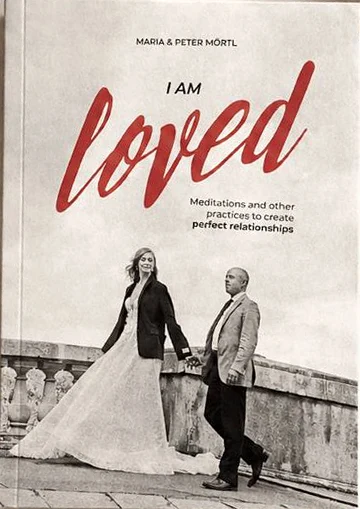 MARIA & PETER MÖRTL
I AM
loved
Meditations and other
practices to create
perfect relationships